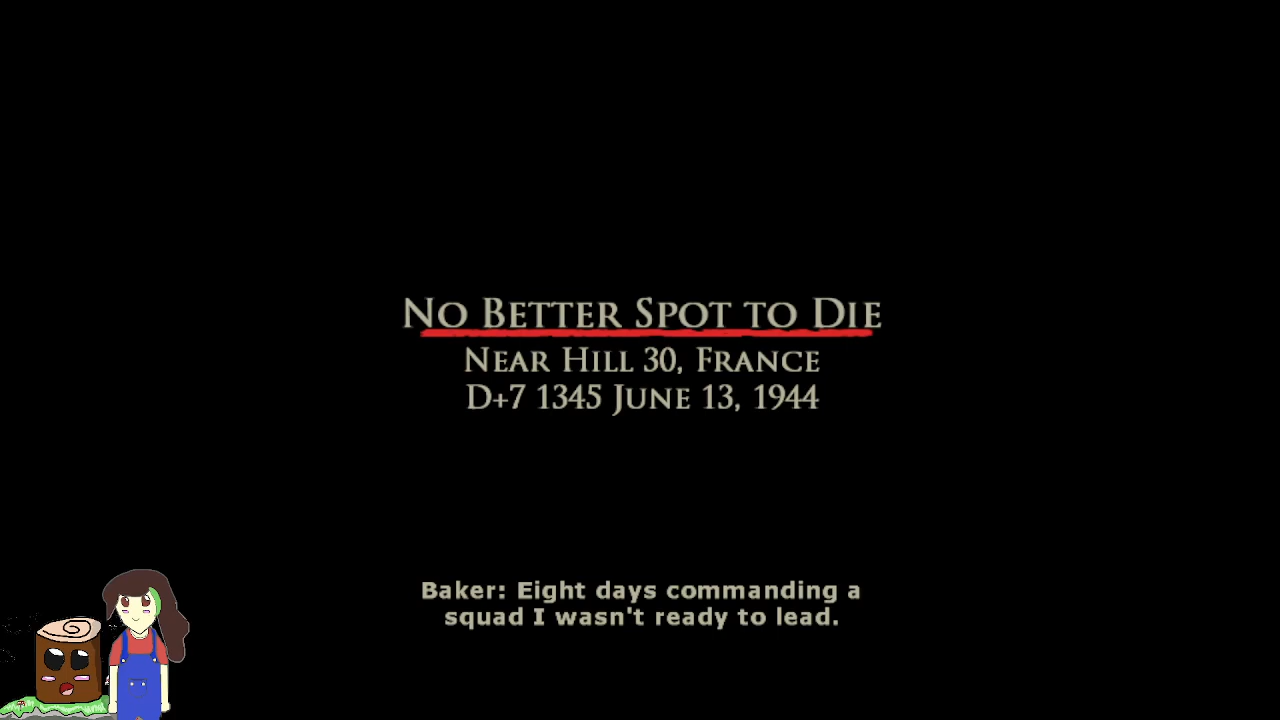 No Better Spot to Die
Near Hill 30, France
D+7 1345 June 13, 1944
Baker: Eight days commanding a
squad I wasn't ready to lead.